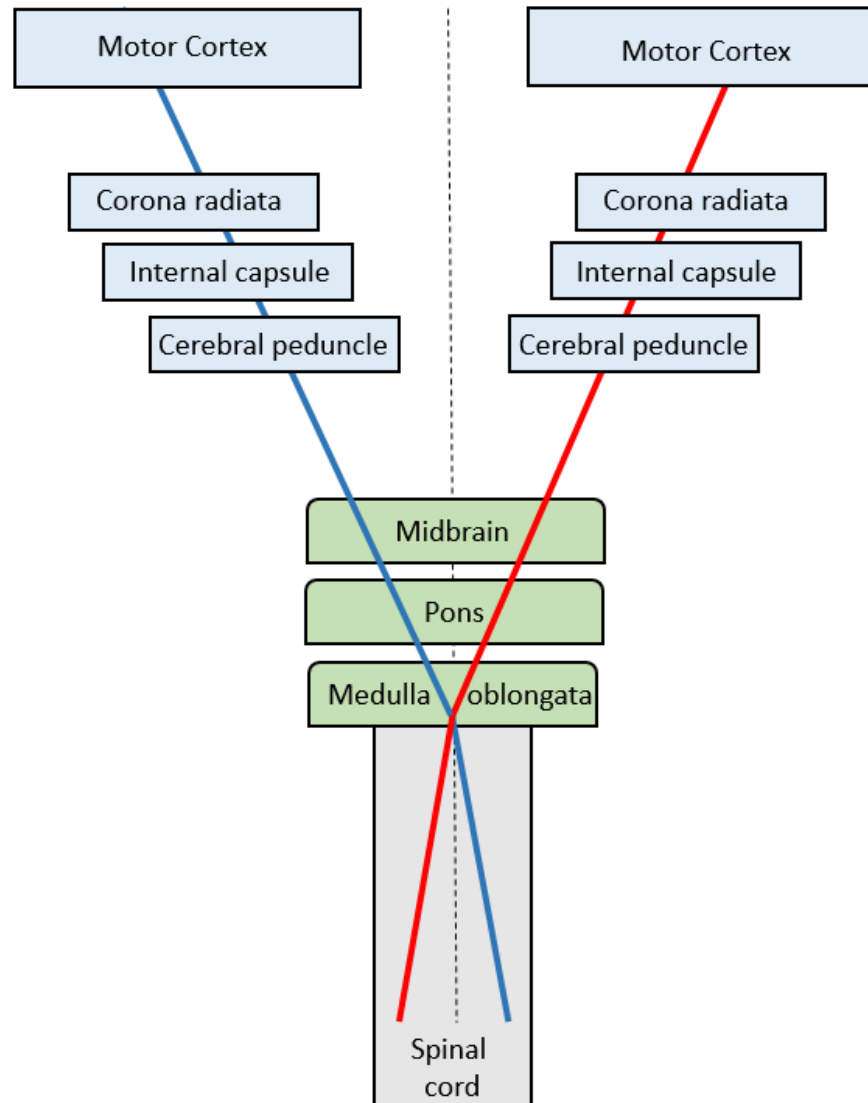 Motor Cortex
Motor Cortex
Corona radiata
Corona radiata
Internal capsule
Internal capsule
Cerebral peduncle
Cerebral peduncle
Midbrain
Pons
Medulla oblongata
Spinal
cord